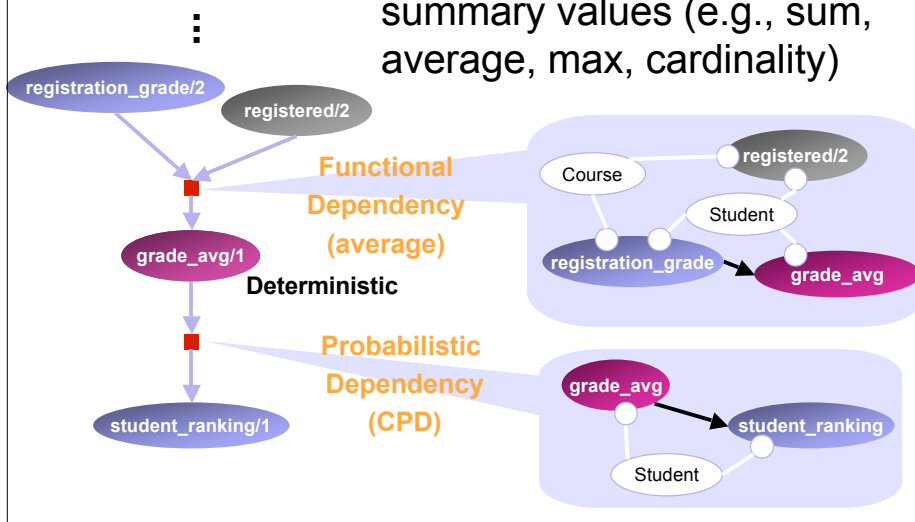 summary values (e.g., sum,
average, max, cardinality)
⋮
registration_grade/2
registered/2
Functional
Dependency
(average)
grade_avg/1
Deterministic
Probabilistic
Dependency
(CPD)
student_ranking/1
registered/2
Course
Student
registration_grade
grade_avg
grade_avg
student_ranking
Student